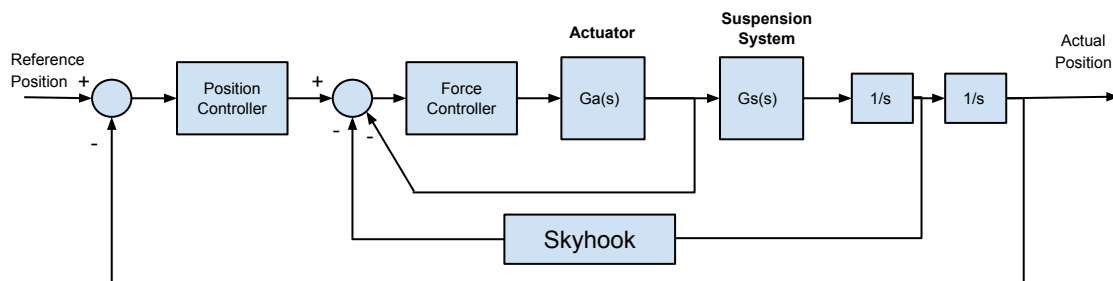 Suspension
System
Actuator
Actual
Position
Reference
Position
+
-
Position
Controller
+
-
-
Force
Controller
Ga(s)
Gs(s)
1/s
1/s
Skyhook